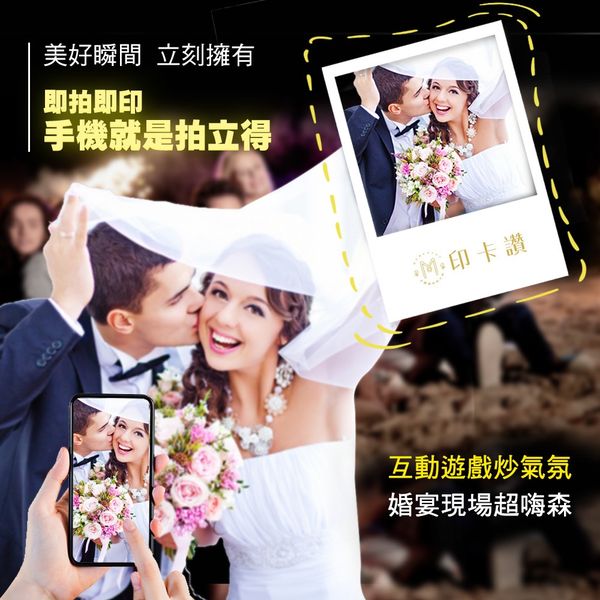 美好瞬間 立刻擁有
即拍即印
手機就是拍立得
M 印卡讚
互動遊戲炒氣氛
婚宴現場超嗨森